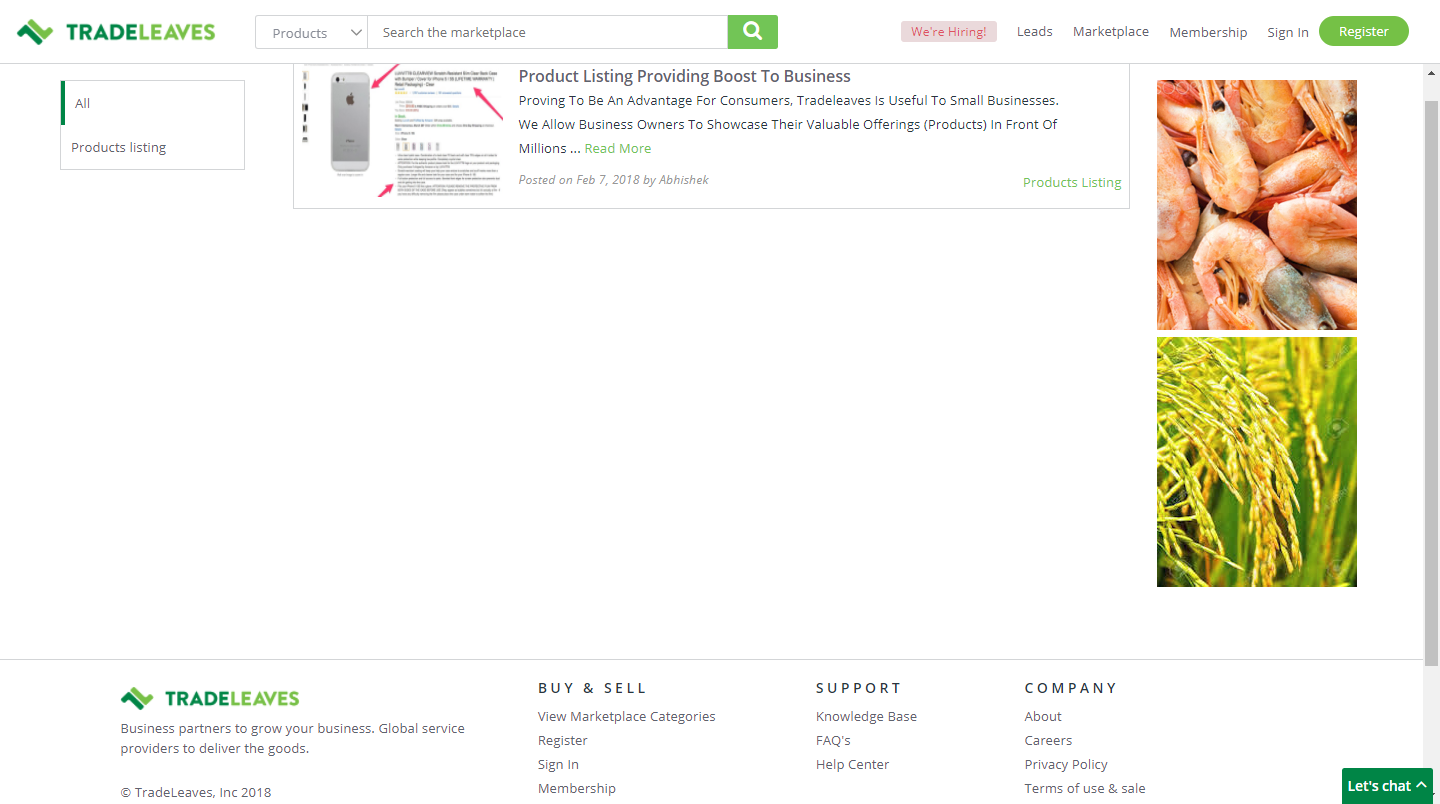 TRADELEAVES
Products
Search the marketplace
We're Hiring!
Leads
Marketplace
Membership
Sign In
Register
All
Products listing
Product Listing Providing Boost To Business
Proving To Be An Advantage For Consumers, Tradeleaves Is Useful To Small Businesses.
We Allow Business Owners To Showcase Their Valuable Offerings (Products) In Front Of
Millions ... Read More
Posted on Feb 7, 2018 by Abhishek
Products Listing
TRADELEAVES
Business partners to grow your business. Global service
providers to deliver the goods.
© TradeLeaves, Inc 2018
BUY & SELL
View Marketplace Categories
Register
Sign In
Membership
SUPPORT
Knowledge Base
FAQ's
Help Center
COMPANY
About
Careers
Privacy Policy
Terms of use & sale
Let's chat